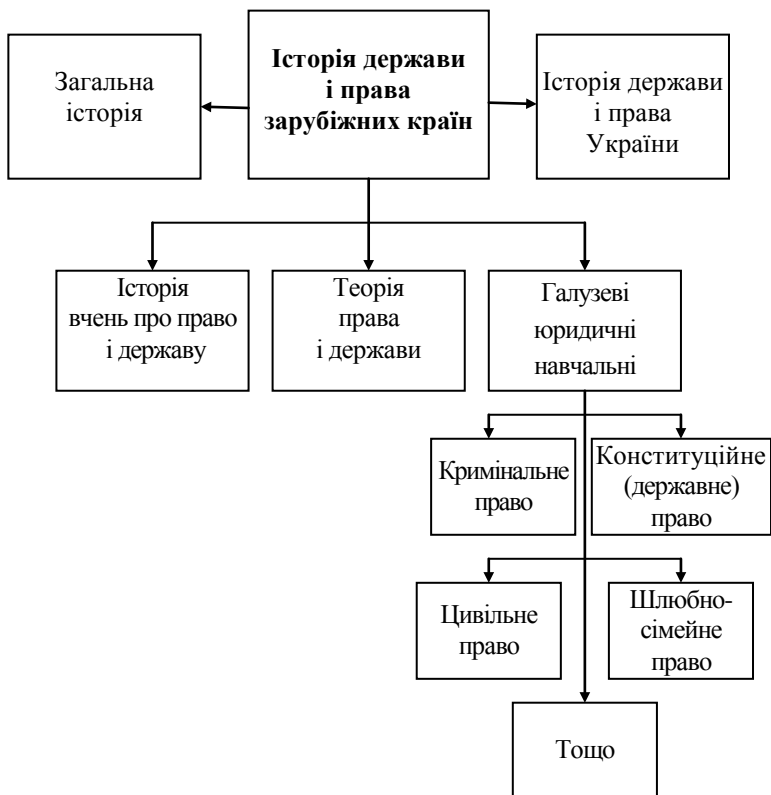 Загальна
історія
Історія держави
і права
зарубіжних країн
Історія держави
і права
України
Історія
вчень про право
і державу
Теорія
права
і держави
Галузеві
юридичні
навчальні
Кримінальне
право
Конституційне
(державне)
право
Цивільне
право
Шлюбно-
сімейне
право
Тощо